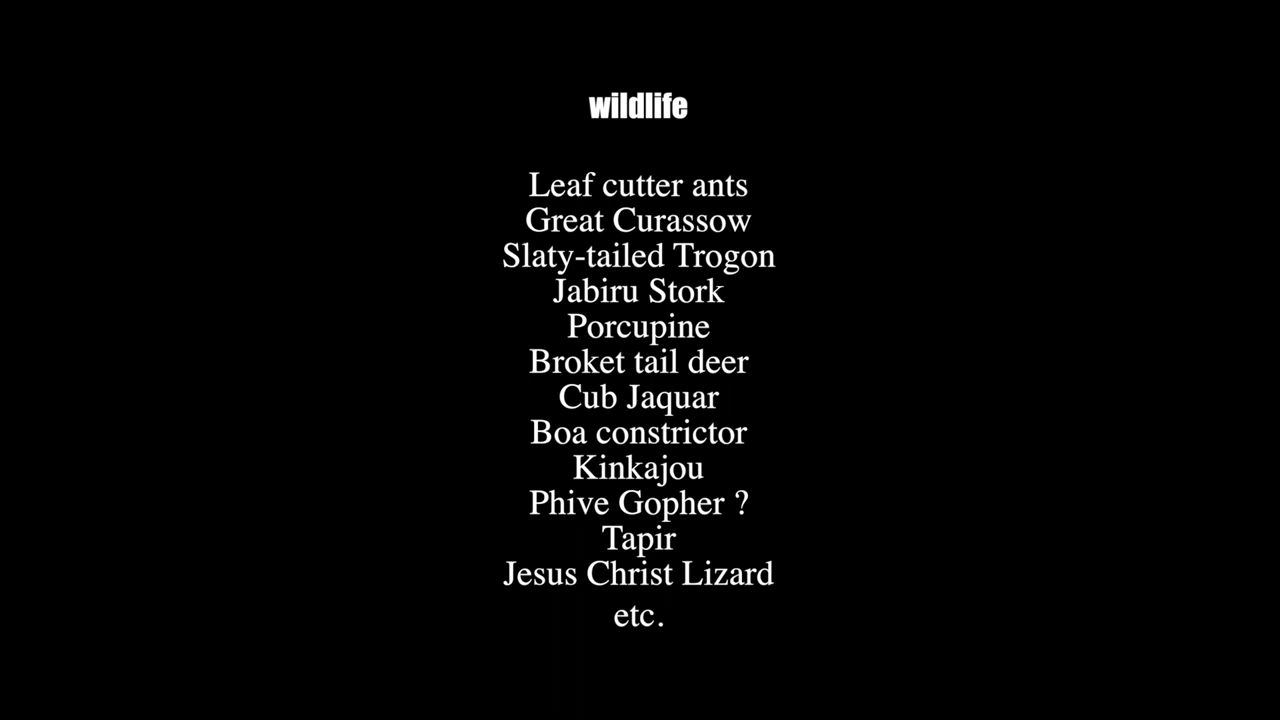 wildlife
Leaf cutter ants
Great Curassow
Slaty-tailed Trogon
Jabiru Stork
Porcupine
Broket tail deer
Cub Jaquar
Boa constrictor
Kinkajou
Phive Gopher ?
Tapir
Jesus Christ Lizard
etc.